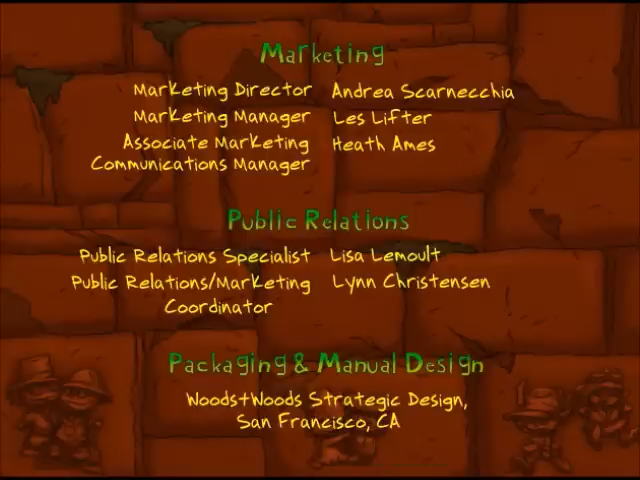 Marketing
Marketing Director Andrea Scarnecchia
Marketing Manager Les Lifter
Associate Marketing Heath Ames
Communications Manager
Public Relations
Public Relations Specialist Lisa Lemoult
Public Relations/Marketing Lynn Christensen
Coordinator
Packaging & Manual Design
Woods+Woods Strategic Design,
San Francisco, CA